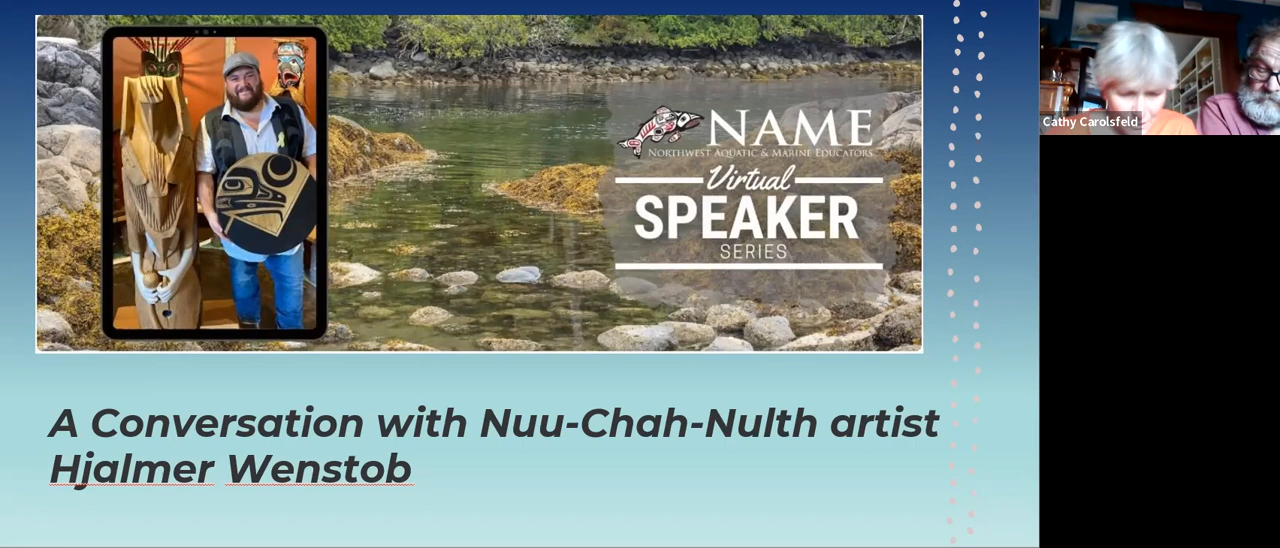 NAME
NORTHWEST AQUATIC & MARINE EDUCATORS
Virtual
SPEAKER
SERIES
A Conversation with Nuu-Chah-Nulth artist
Hjalmer Wenstob
Cathy Carolsfeld